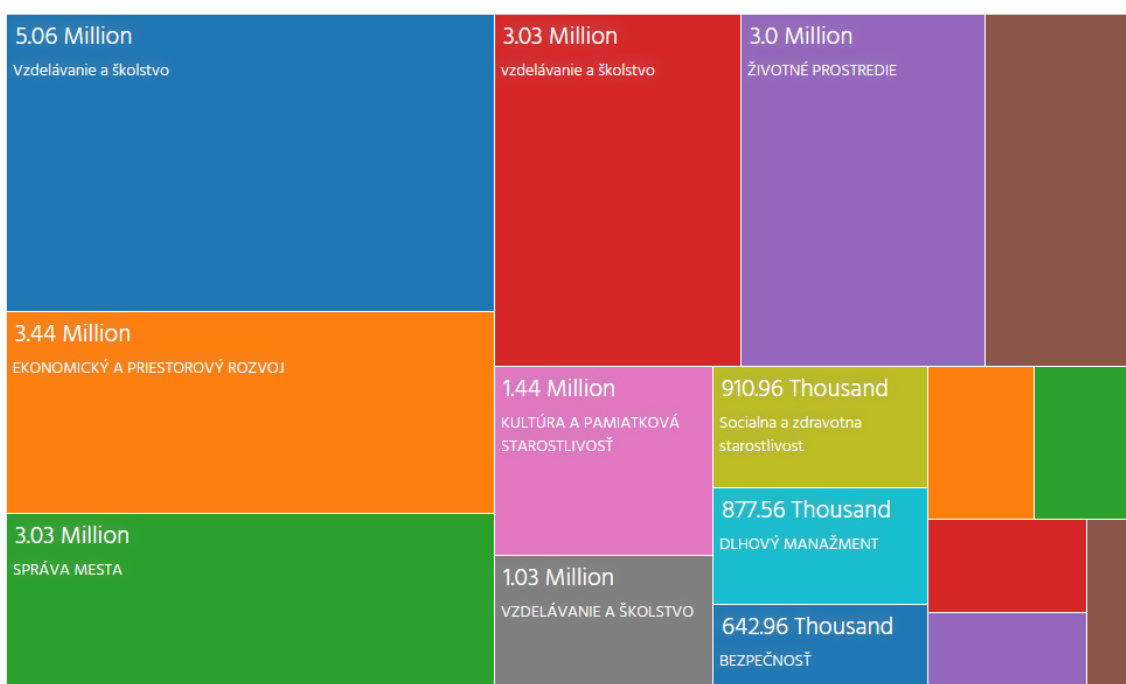 5.06 Million
Vzdelávanie a školstvo
3.44 Million
EKONOMICKÝ A PRIESTOROVÝ ROZVOJ
3.03 Million
SPRÁVA MESTA
3.03 Million
vzdelávanie a školstvo
3.0 Million
ŽIVOTNÉ PROSTREDIE
1.44 Million
KULTÚRA A PAMIATKOVÁ
STAROSTLIVOSŤ
1.03 Million
VZDELÁVANIE A ŠKOLSTVO
910.96 Thousand
Socialna a zdravotna
starostlivost
877.56 Thousand
DLHOVÝ MANAŽMENT
642.96 Thousand
BEZPEČNOSŤ